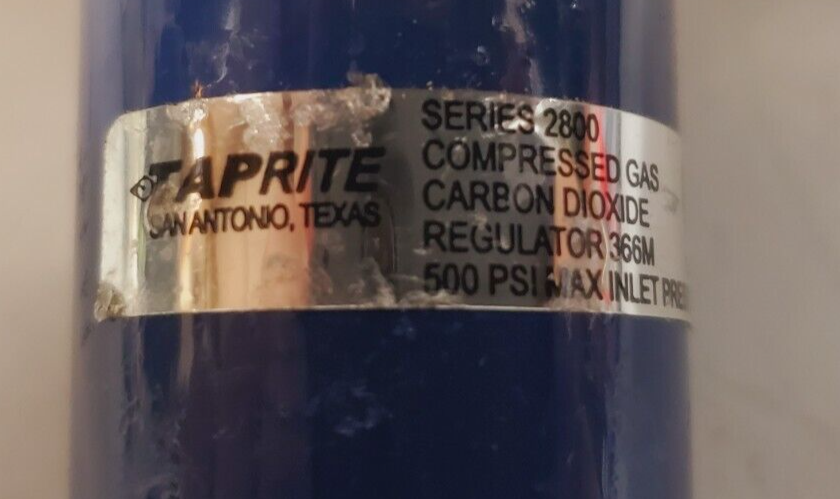 TAPRITE
SAN ANTONIO, TEXAS
SERIES 2800
COMPRESSED GAS
CARBON DIOXIDE
REGULATOR 366M
500 PSI MAX INLET